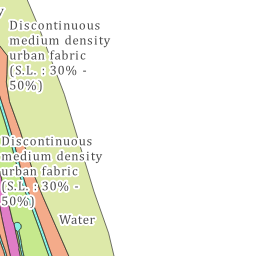 y
Discontinuous
medium density
urban fabric
(S.L. : 30% -
50%)
Discontinuous
medium density
urban fabric
(S.L. : 30% -
50%)
Water